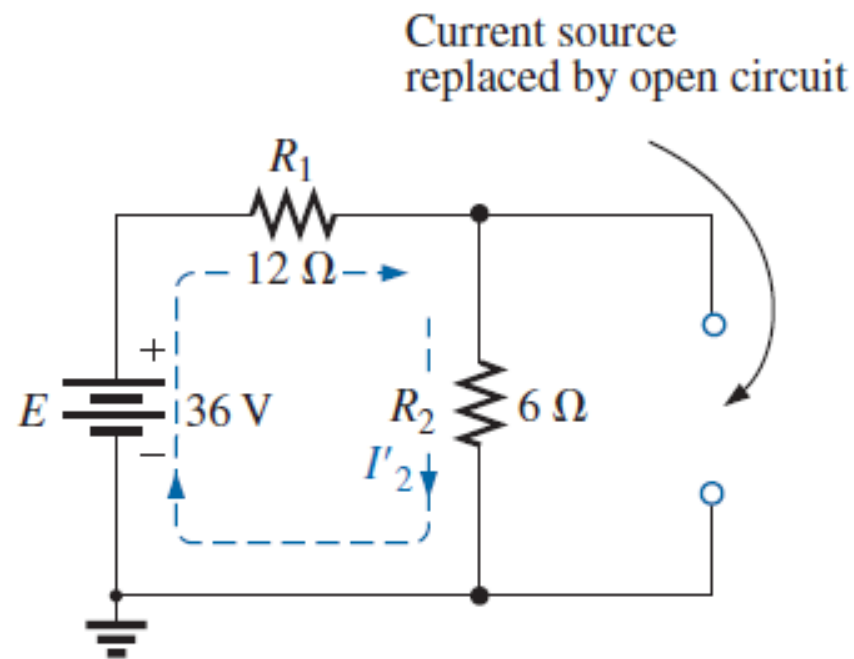 Current source
replaced by open circuit
R1
12 Ω
+
E
36 V
R2
6 Ω
−
I'2